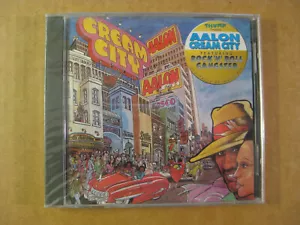 CREAM
CITY
AALON
AALON
AALON
CREAM CITY
FEATURING
ROCK 'N' ROLL
GANGSTER